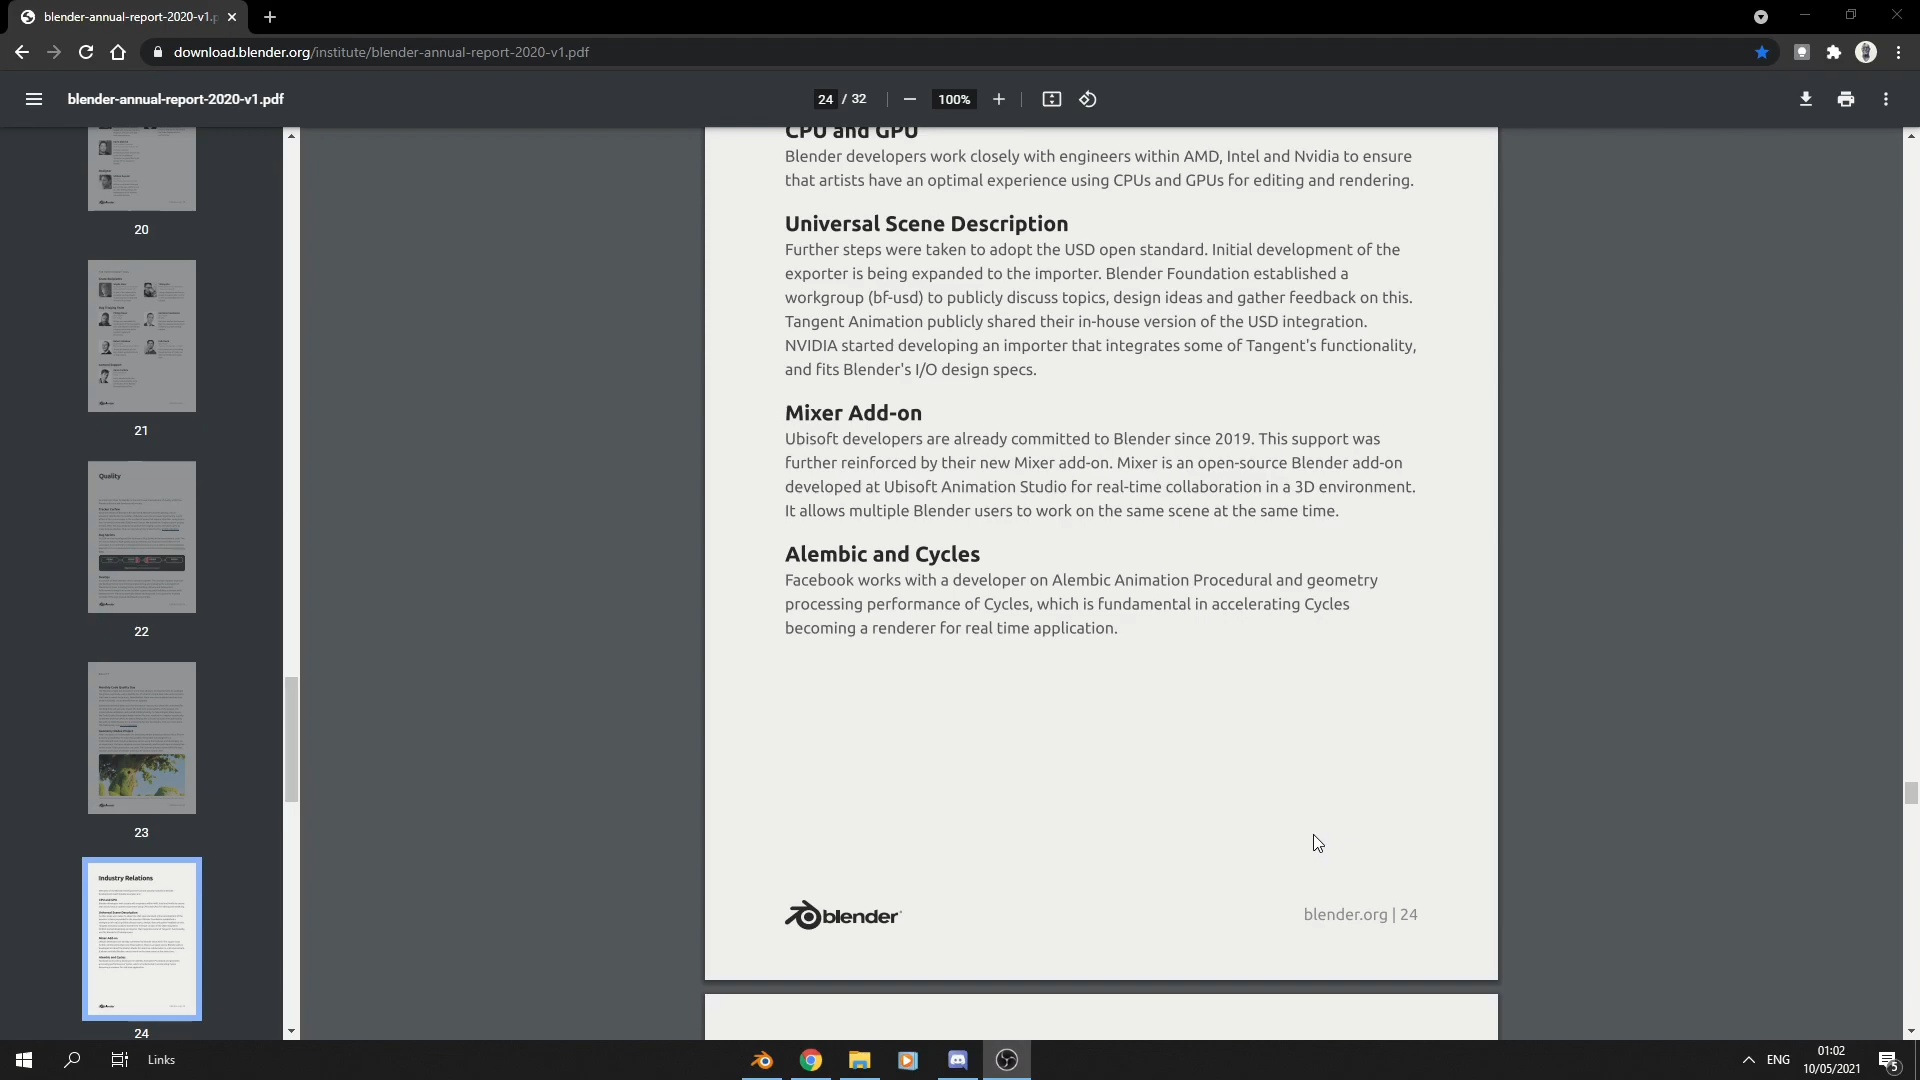 blender-annual-report-2020-v1.p
download.blender.org/institute/blender-annual-report-2020-v1.pdf
blender-annual-report-2020-v1.pdf
24 / 32
100%
20
21
Quality
22
23
Industry Relations
24
CPU and GPU
Blender developers work closely with engineers within AMD, Intel and Nvidia to ensure
that artists have an optimal experience using CPUs and GPUs for editing and rendering.
Universal Scene Description
Further steps were taken to adopt the USD open standard. Initial development of the
exporter is being expanded to the importer. Blender Foundation established a
workgroup (bf-usd) to publicly discuss topics, design ideas and gather feedback on this.
Tangent Animation publicly shared their in-house version of the USD integration.
NVIDIA started developing an importer that integrates some of Tangent's functionality,
and fits Blender's I/O design specs.
Mixer Add-on
Ubisoft developers are already committed to Blender since 2019. This support was
further reinforced by their new Mixer add-on. Mixer is an open-source Blender add-on
developed at Ubisoft Animation Studio for real-time collaboration in a 3D environment.
It allows multiple Blender users to work on the same scene at the same time.
Alembic and Cycles
Facebook works with a developer on Alembic Animation Procedural and geometry
processing performance of Cycles, which is fundamental in accelerating Cycles
becoming a renderer for real time application.
blender
blender.org | 24
Links
ENG
01:02
10/05/2021
5